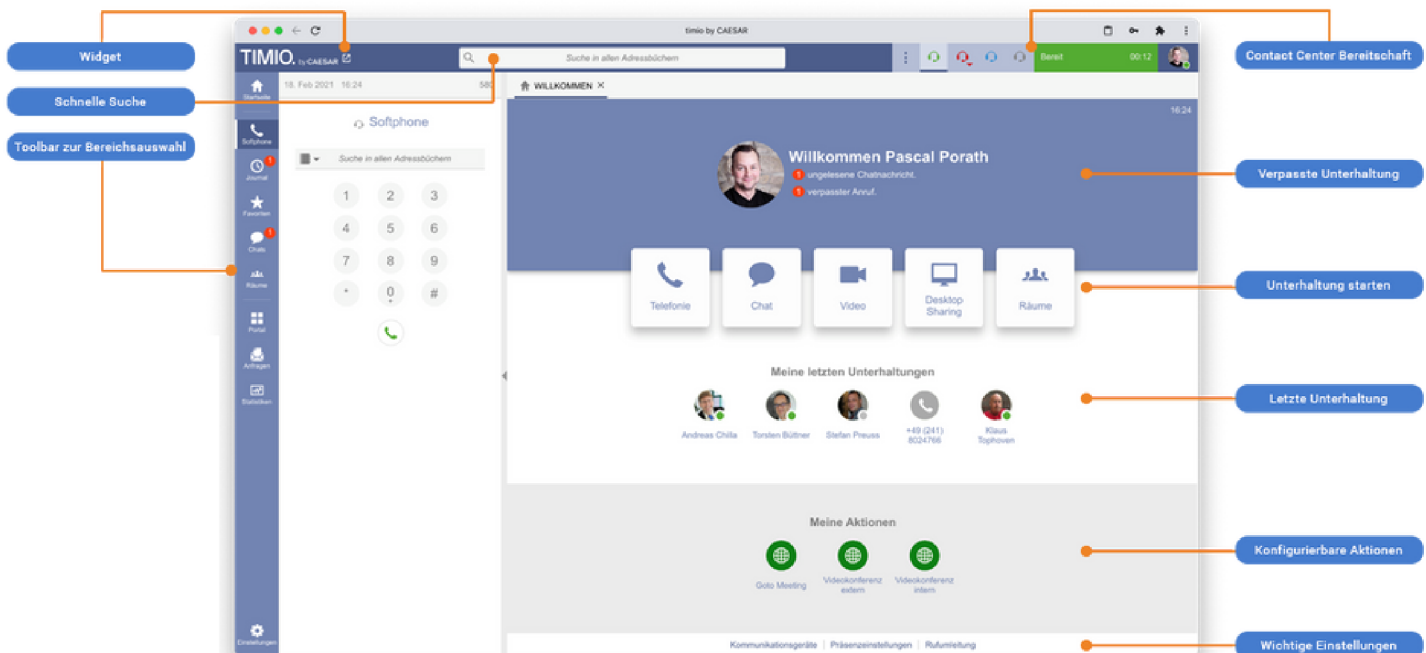 timio by CAESAR
Widget
Schnelle Suche
Toolbar zur Bereichsauswahl
TIMIO. by CAESAR
Suche in allen Adressbüchern
Bereit
00:12
Contact Center Bereitschaft
Startseite
Softphone
1
Journal
Favoriten
1
Chats
Räume
Portal
Anfragen
Statistiken
Einstellungen
18. Feb 2021 16:24
580
Softphone
Suche in allen Adressbüchern
1 2 3
4 5 6
7 8 9
* 0 #
+
WILLKOMMEN ×
16:24
Willkommen Pascal Porath
1 ungelesene Chatnachricht.
1 verpasster Anruf.
Verpasste Unterhaltung
Telefonie
Chat
Video
Desktop
Sharing
Räume
Unterhaltung starten
Meine letzten Unterhaltungen
Andreas Chilla
Torsten Büttner
Stefan Preuss
+49 (241)
8024766
Klaus
Tophoven
Letzte Unterhaltung
Meine Aktionen
Goto Meeting
Videokonferenz
extern
Videokonferenz
intern
Konfigurierbare Aktionen
Kommunikationsgeräte | Präsenzeinstellungen | Rufumleitung
Wichtige Einstellungen